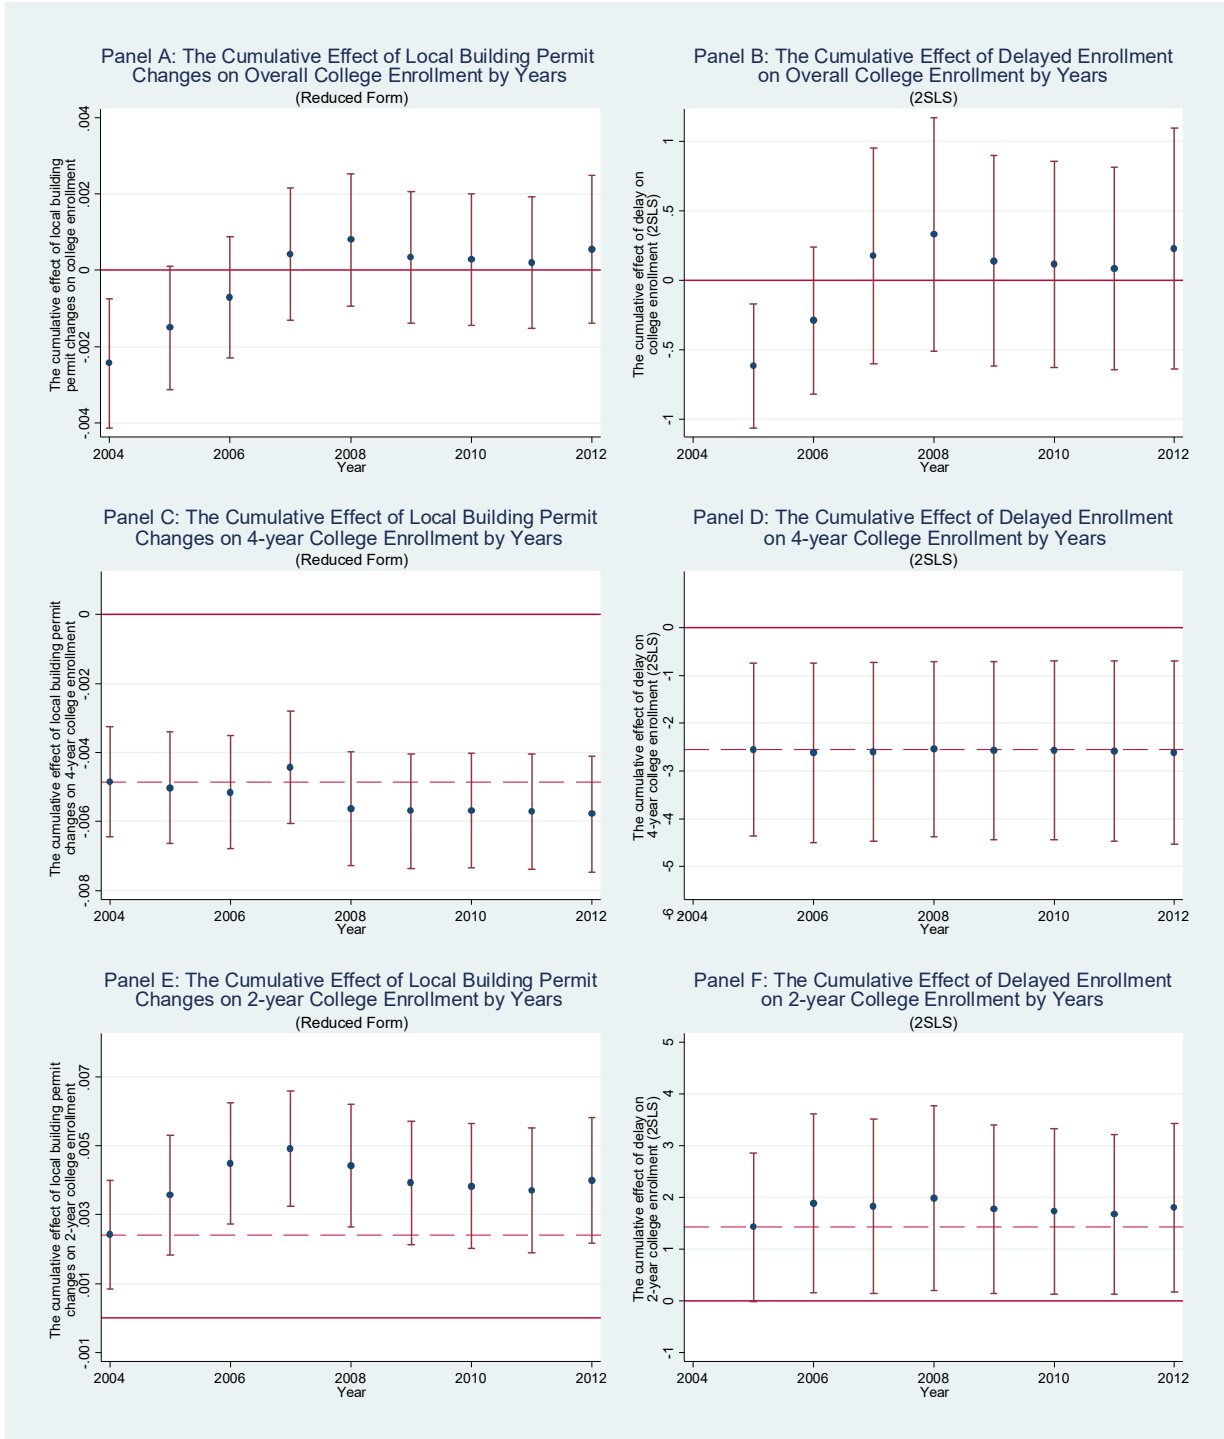 Panel A: The Cumulative Effect of Local Building Permit
Changes on Overall College Enrollment by Years
(Reduced Form)
The cumulative effect of local building
permit changes on college enrollment
.004
.002
0
-.002
-.004
2004
2006
2008
2010
2012
Year
Panel B: The Cumulative Effect of Delayed Enrollment
on Overall College Enrollment by Years
(2SLS)
The cumulative effect of delay on
college enrollment (2SLS)
1
.5
0
-.5
-1
2004
2006
2008
2010
2012
Year
Panel C: The Cumulative Effect of Local Building Permit
Changes on 4-year College Enrollment by Years
(Reduced Form)
The cumulative effect of local building permit
changes on 4-year college enrollment
0
-.002
-.004
-.006
-.008
2004
2006
2008
2010
2012
Year
Panel D: The Cumulative Effect of Delayed Enrollment
on 4-year College Enrollment by Years
(2SLS)
The cumulative effect of delay on
4-year college enrollment (2SLS)
0
-1
-2
-3
-4
-5
-6
2004
2006
2008
2010
2012
Year
Panel E: The Cumulative Effect of Local Building Permit
Changes on 2-year College Enrollment by Years
(Reduced Form)
The cumulative effect of local building permit
changes on 2-year college enrollment
.007
.005
.003
.001
-.001
2004
2006
2008
2010
2012
Year
Panel F: The Cumulative Effect of Delayed Enrollment
on 2-year College Enrollment by Years
(2SLS)
The cumulative effect of delay on
2-year college enrollment (2SLS)
5
4
3
2
1
0
-1
2004
2006
2008
2010
2012
Year